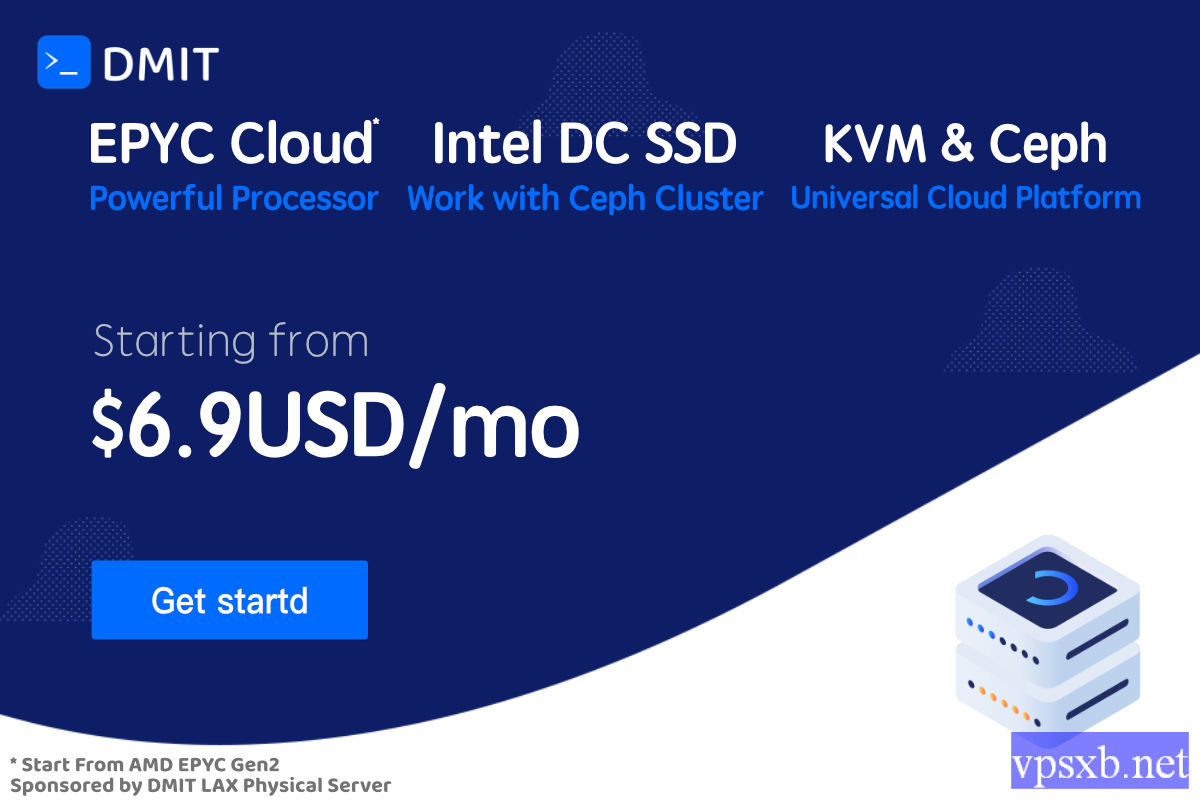 >_ DMIT
EPYC Cloud* Intel DC SSD KVM & Ceph
Powerful Processor Work with Ceph Cluster Universal Cloud Platform
Starting from
$6.9USD/mo
Get startd
* Start From AMD EPYC Gen2
Sponsored by DMIT LAX Physical Server
vpsxb.net